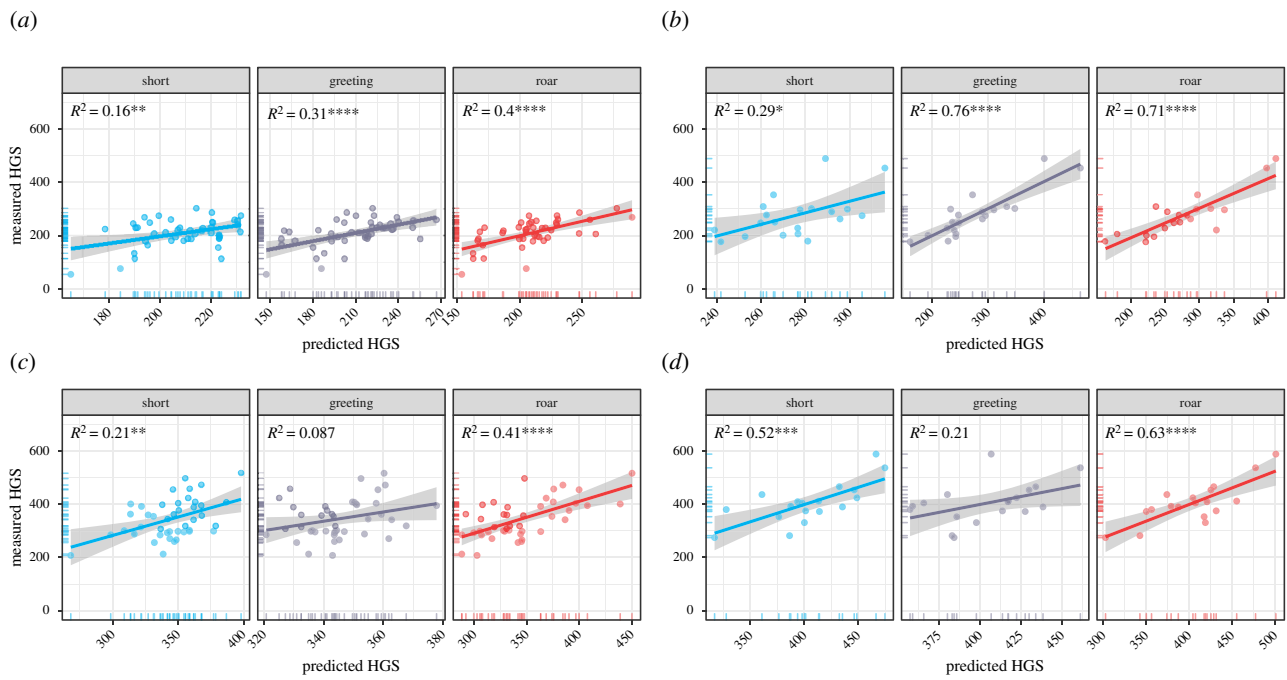 (a)
short
greeting
roar
R² = 0.16**
R² = 0.31****
R² = 0.4****
600
400
200
0
measured HGS
180
200
220
150
180
210
240
270
150
200
250
predicted HGS
(b)
short
greeting
roar
R² = 0.29*
R² = 0.76****
R² = 0.71****
600
400
200
0
240
260
280
300
200
300
400
200
250
300
350
400
predicted HGS
(c)
short
greeting
roar
R² = 0.21**
R² = 0.087
R² = 0.41****
600
400
200
0
measured HGS
300
350
400
320
340
360
380
300
350
400
450
predicted HGS
(d)
short
greeting
roar
R² = 0.52***
R² = 0.21
R² = 0.63****
600
400
200
0
350
400
450
375
400
425
450
300
350
400
450
500
predicted HGS